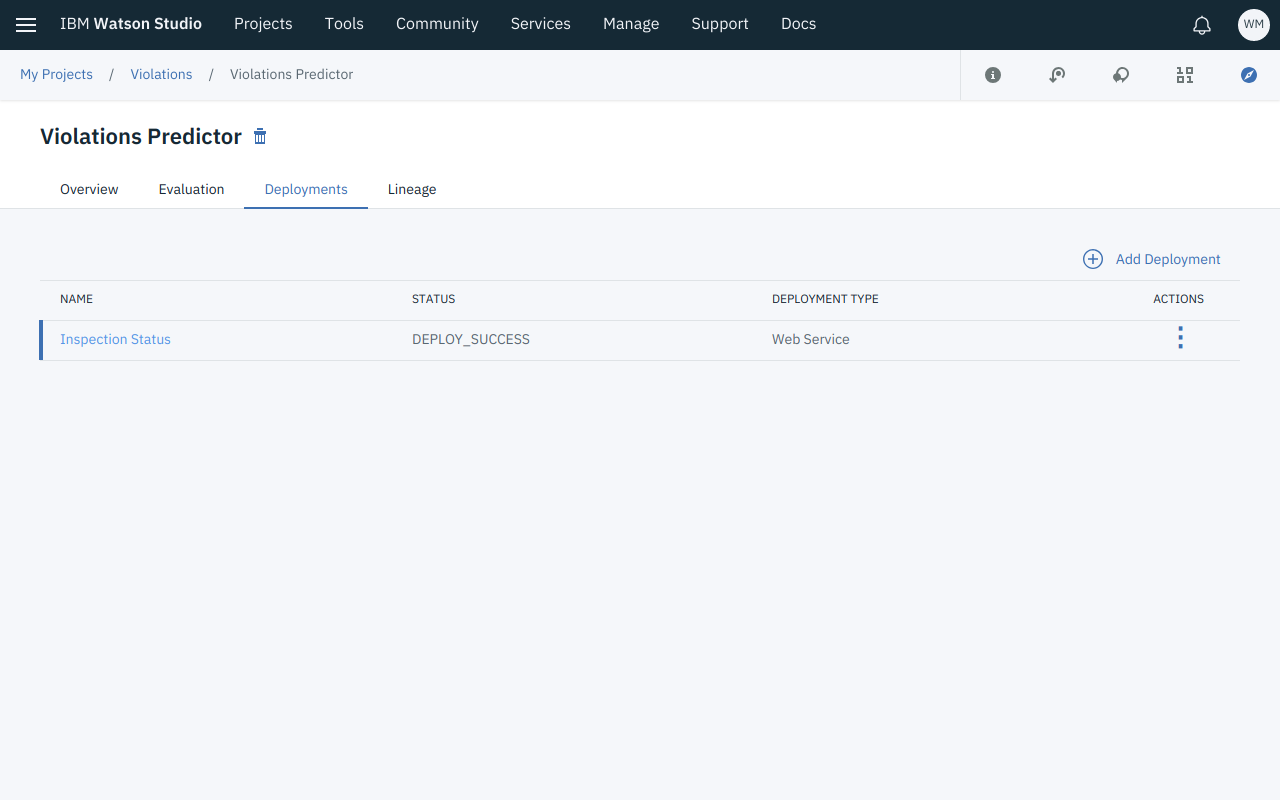 IBM Watson Studio Projects Tools Community Services Manage Support Docs WM
My Projects / Violations / Violations Predictor
Violations Predictor
Overview Evaluation Deployments Lineage
Add Deployment
NAME STATUS DEPLOYMENT TYPE ACTIONS
Inspection Status DEPLOY_SUCCESS Web Service